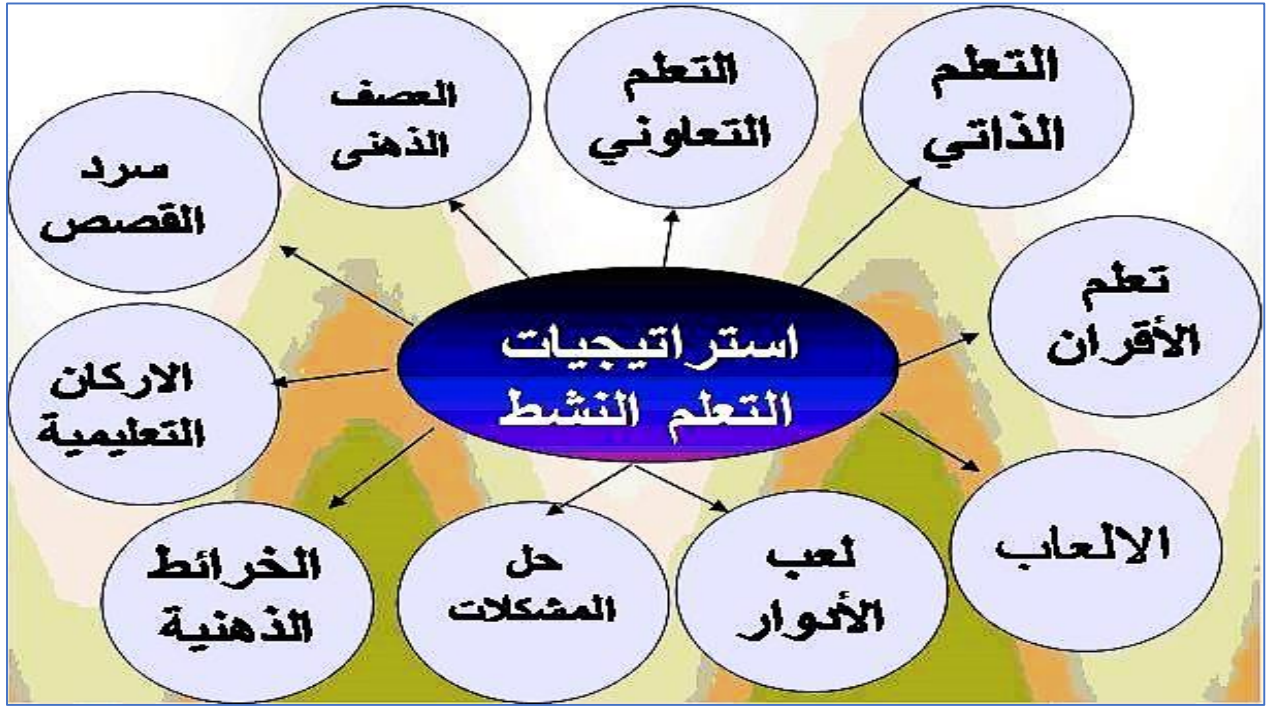 التعلم
الذاتي
التعلم
التعاوني
العصف
الذهنى
سرد
القصص
تعلم
الأقران
استراتيجيات
التعلم النشط
الاركان
التعليمية
الالعاب
لعب
الأدوار
حل
المشكلات
الخرائط
الذهنية